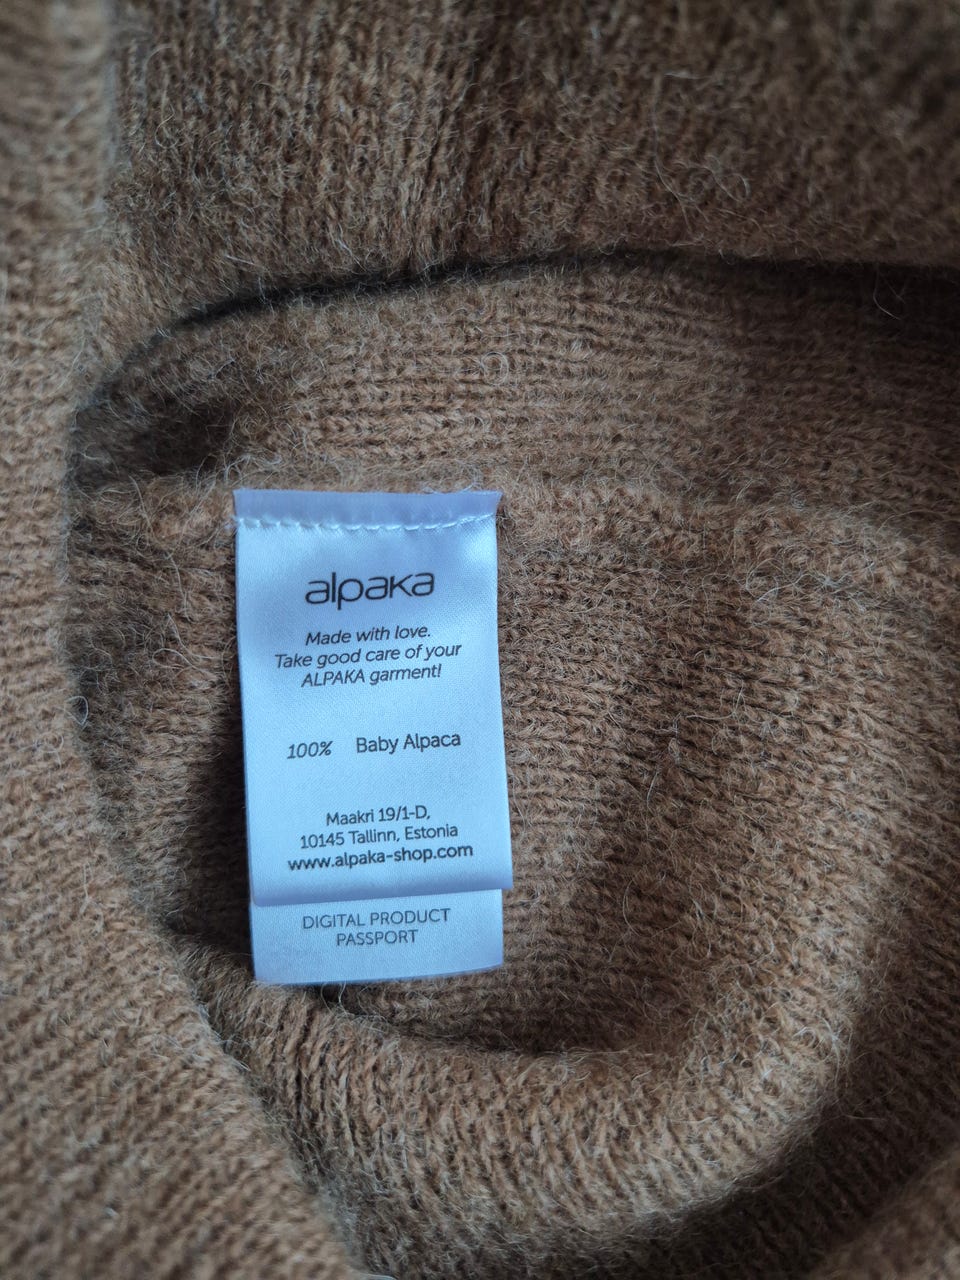 alpaka
Made with love.
Take good care of your
ALPAKA garment!
100% Baby Alpaca
Maakri 19/1-D,
10145 Tallinn, Estonia
www.alpaka-shop.com
DIGITAL PRODUCT
PASSPORT